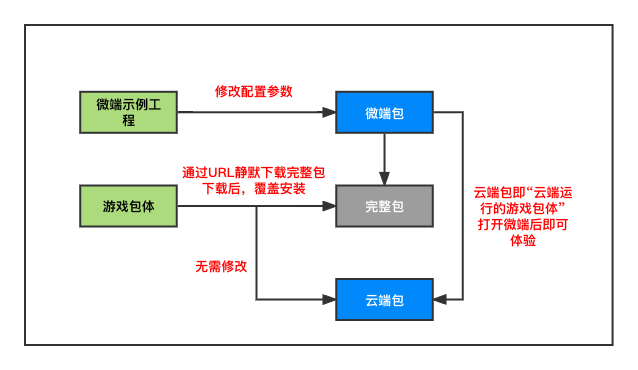 修改配置参数
微端示例工
程
微端包
通过URL静默下载完整包
下载后，覆盖安装
游戏包体
完整包
云端包即“云端运
行的游戏包体”
打开微端后即可
体验
无需修改
云端包